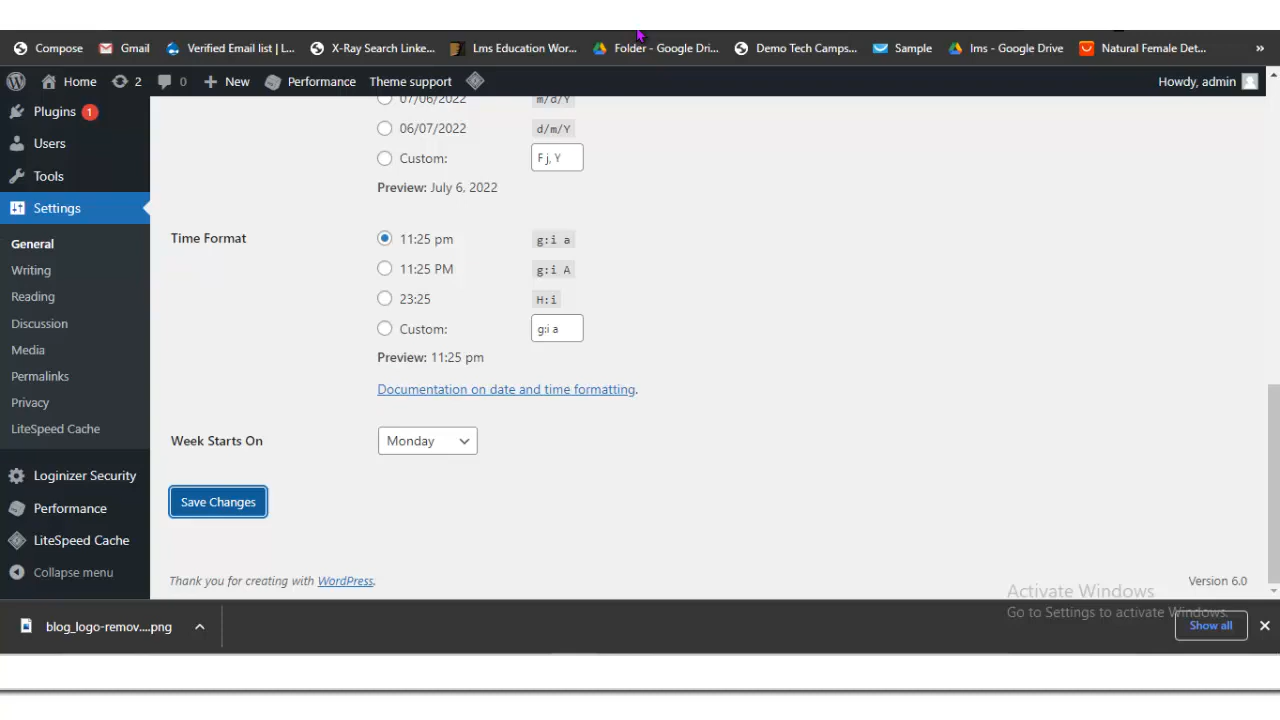 Compose Gmail Verified Email list | L... X-Ray Search Linke... Lms Education Wor... Folder - Google Dri... Demo Tech Camps... Sample lms - Google Drive Natural Female Det... »
Home 2 0 New Performance Theme support Howdy, admin
Plugins 1
Users
Tools
Settings
General
Writing
Reading
Discussion
Media
Permalinks
Privacy
LiteSpeed Cache
Loginizer Security
Performance
LiteSpeed Cache
Collapse menu
07/06/2022 m/d/Y
06/07/2022 d/m/Y
Custom: F j, Y
Preview: July 6, 2022
Time Format
11:25 pm g:i a
11:25 PM g:i A
23:25 H:i
Custom: g:i a
Preview: 11:25 pm
Documentation on date and time formatting.
Week Starts On Monday
Save Changes
Thank you for creating with WordPress. Version 6.0
Activate Windows
Go to Settings to activate Windows.
blog_logo-remov....png Show all